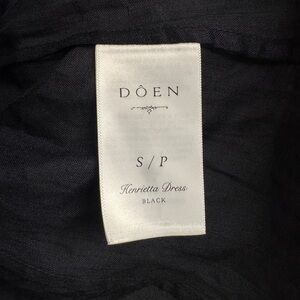 DÔEN
S / P
Henrietta Dress
BLACK